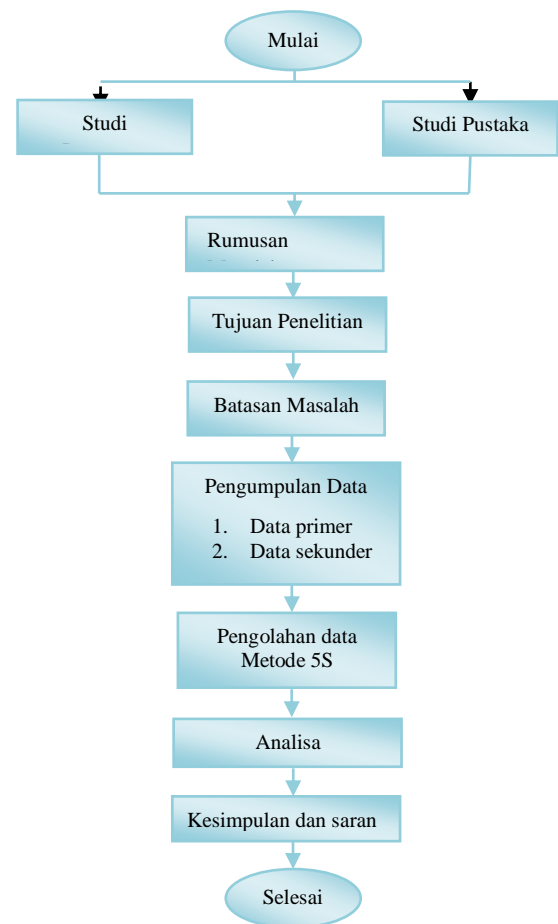 Mulai
Studi
Studi Pustaka
Rumusan
Tujuan Penelitian
Batasan Masalah
Pengumpulan Data
1. Data primer
2. Data sekunder
Pengolahan data
Metode 5S
Analisa
Kesimpulan dan saran
Selesai